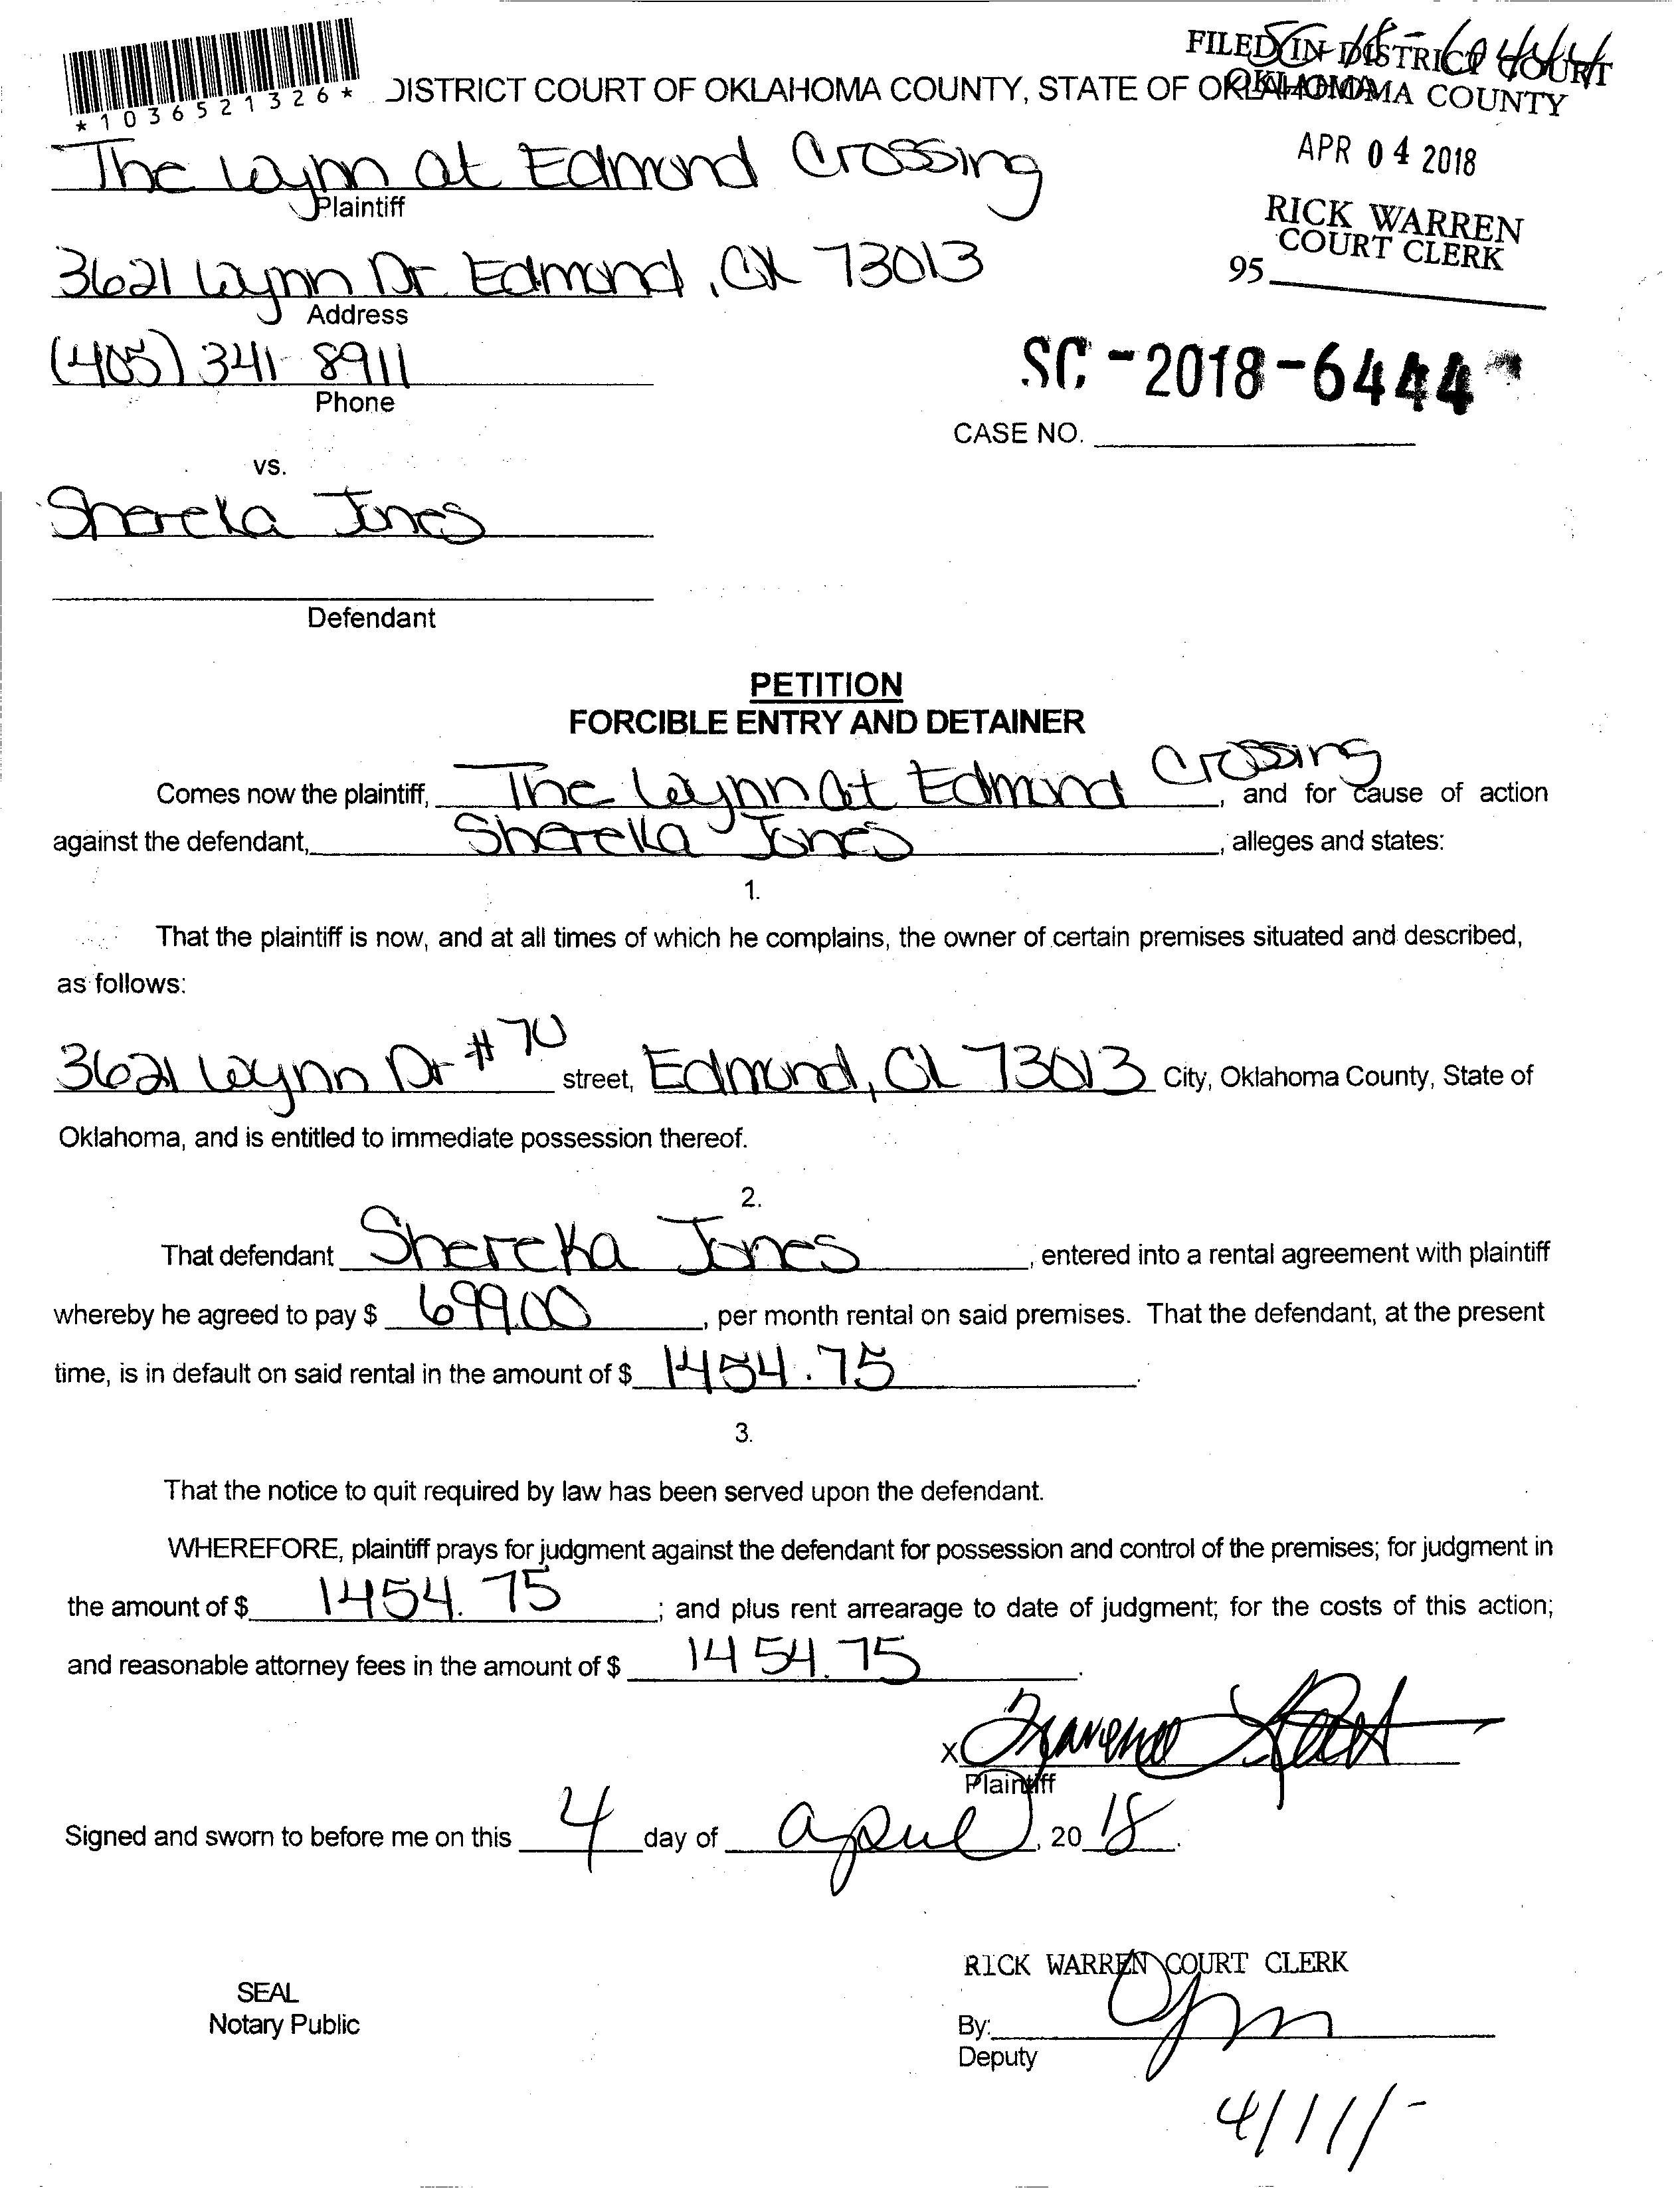 SC-18-6444
FILED IN DISTRICT COURT
OKLAHOMA COUNTY
*1036521326*
DISTRICT COURT OF OKLAHOMA COUNTY, STATE OF OKLAHOMA
APR 04 2018
RICK WARREN
COURT CLERK
95
The Wynn at Edmond Crossing
Plaintiff
3621 Wynn Dr Edmond, OK 73013
Address
(405) 341-8911
Phone
SC-2018-6444
CASE NO.
vs.
Shereka Jones
Defendant
PETITION
FORCIBLE ENTRY AND DETAINER
Comes now the plaintiff, The Wynn at Edmond Crossing, and for cause of action
against the defendant, Shereka Jones, alleges and states:
1.
That the plaintiff is now, and at all times of which he complains, the owner of certain premises situated and described,
as follows:
3621 Wynn Dr #70 street, Edmond, OK 73013 City, Oklahoma County, State of
Oklahoma, and is entitled to immediate possession thereof.
2.
That defendant Shereka Jones, entered into a rental agreement with plaintiff
whereby he agreed to pay $ 699.00, per month rental on said premises. That the defendant, at the present
time, is in default on said rental in the amount of $ 1454.75.
3.
That the notice to quit required by law has been served upon the defendant.
WHEREFORE, plaintiff prays for judgment against the defendant for possession and control of the premises; for judgment in
the amount of $ 1454.75; and plus rent arrearage to date of judgment; for the costs of this action;
and reasonable attorney fees in the amount of $ 1454.75.
X
Plaintiff
Signed and sworn to before me on this 4 day of april, 20 18.
RICK WARREN COURT CLERK
SEAL
Notary Public
By:
Deputy